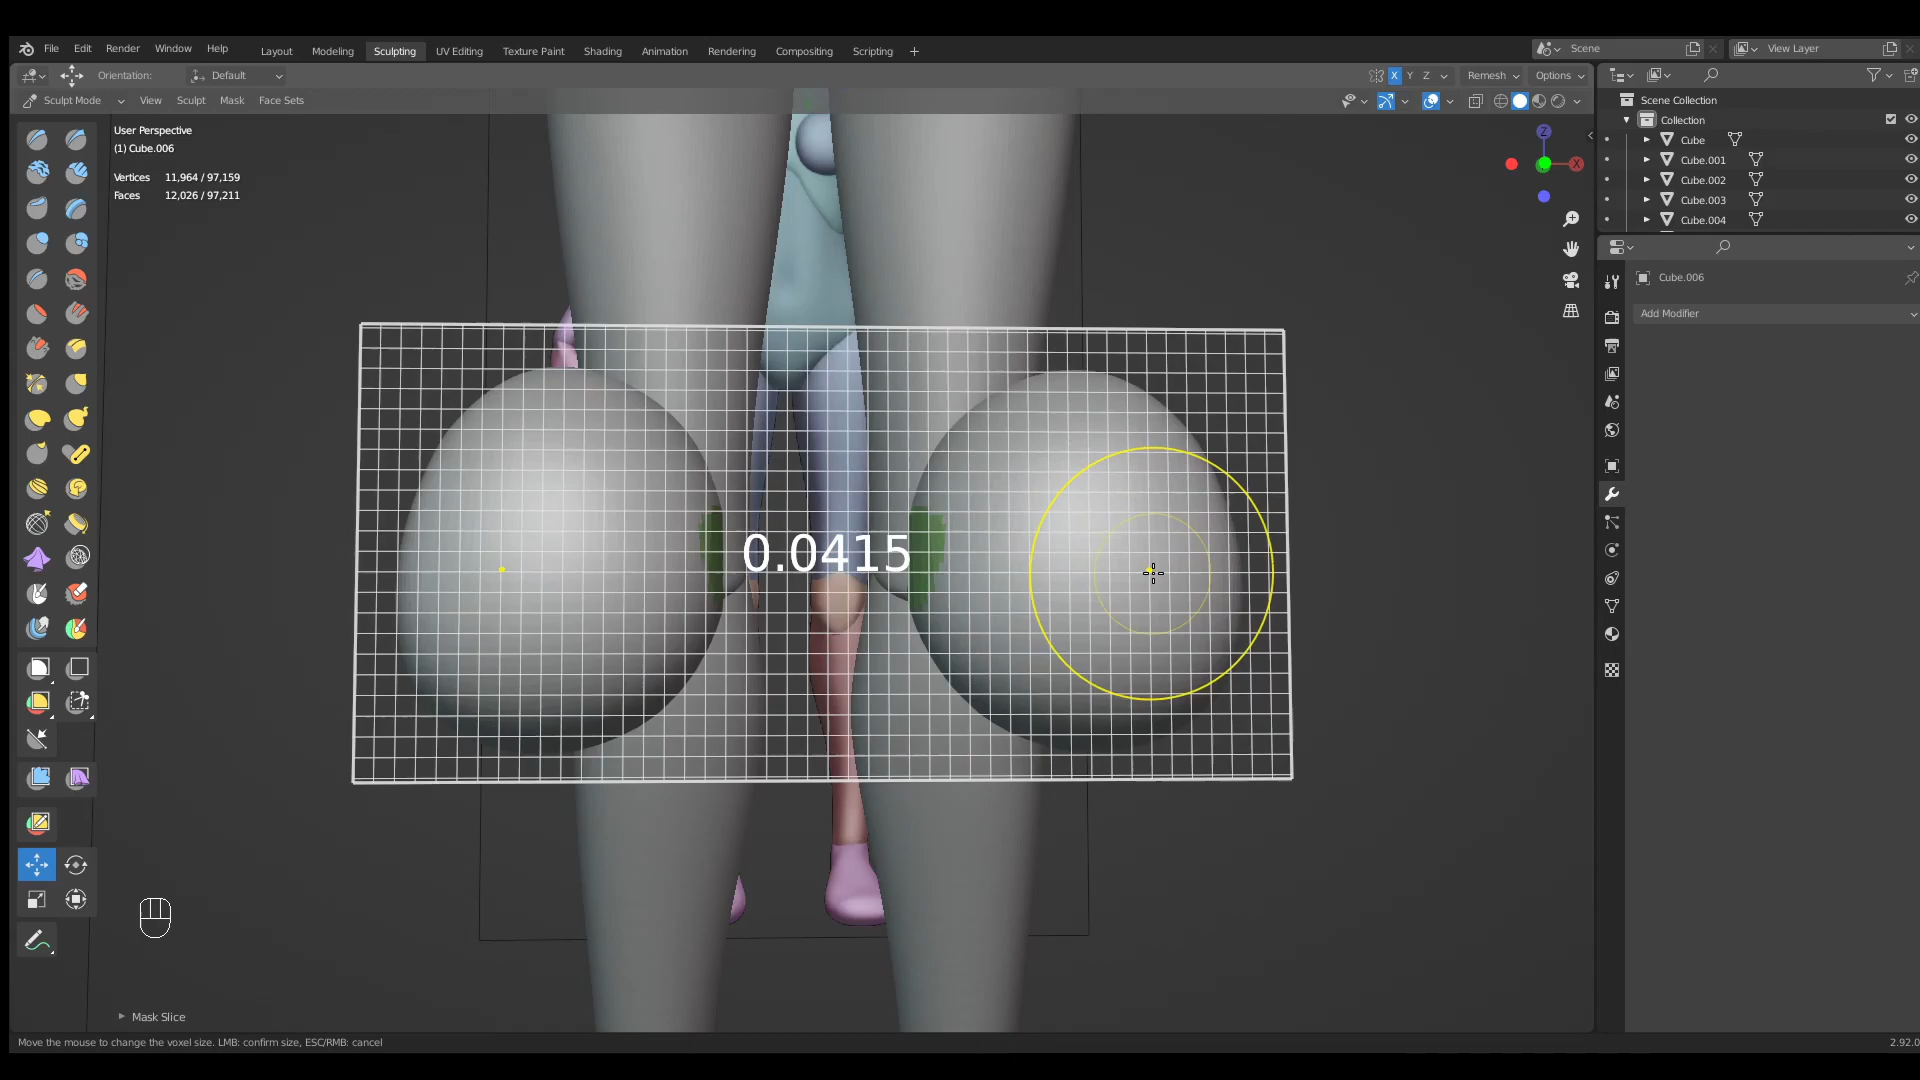 File Edit Render Window Help
Layout Modeling Sculpting UV Editing Texture Paint Shading Animation Rendering Compositing Scripting +
Scene
View Layer
Orientation: Default
X Y Z Remesh Options
Sculpt Mode View Sculpt Mask Face Sets
User Perspective
(1) Cube.006
Vertices 11,964 / 97,159
Faces 12,026 / 97,211
Z
X
Scene Collection
Collection
Cube
Cube.001
Cube.002
Cube.003
Cube.004
Cube.006
Add Modifier
0.0415
Mask Slice
Move the mouse to change the voxel size. LMB: confirm size, ESC/RMB: cancel
2.92.0